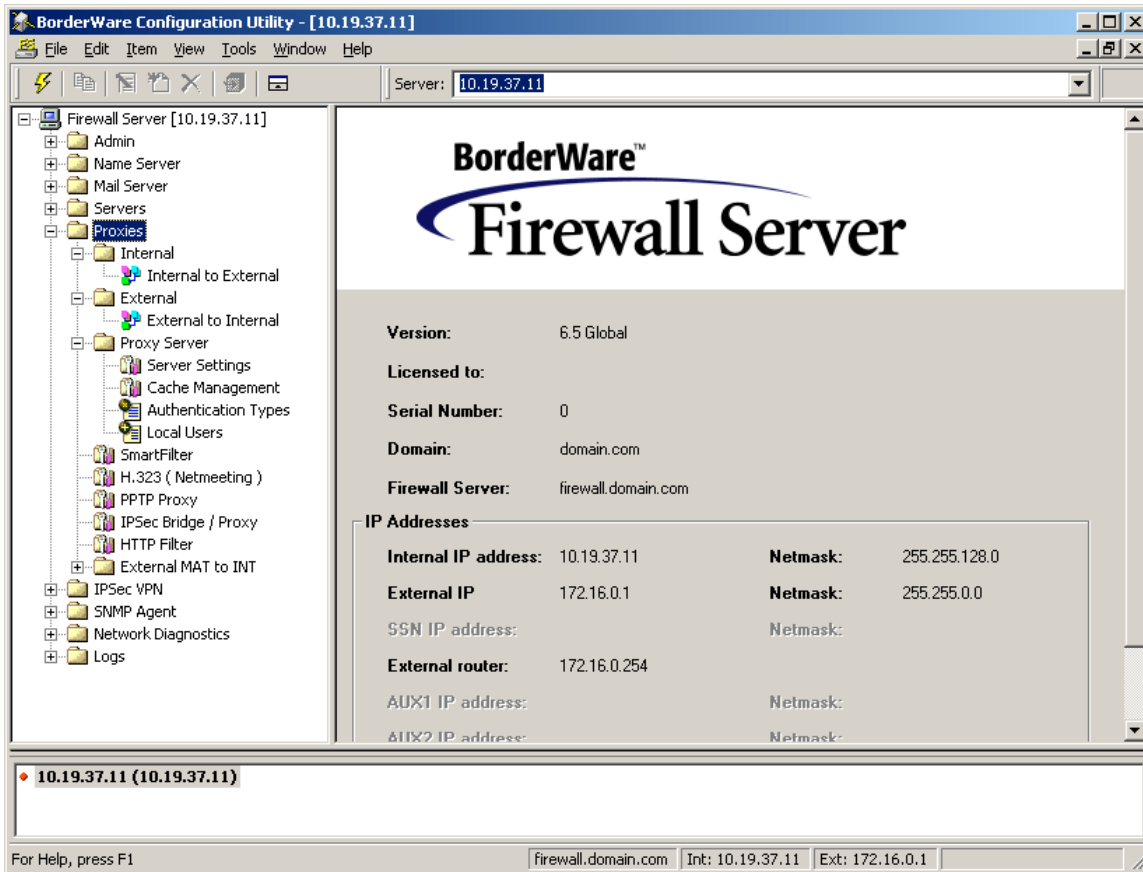 BorderWare Configuration Utility - [10.19.37.11]
File Edit Item View Tools Window Help
Server: 10.19.37.11
Firewall Server [10.19.37.11]
Admin
Name Server
Mail Server
Servers
Proxies
Internal
Internal to External
External
External to Internal
Proxy Server
Server Settings
Cache Management
Authentication Types
Local Users
SmartFilter
H.323 ( Netmeeting )
PPTP Proxy
IPSec Bridge / Proxy
HTTP Filter
External MAT to INT
IPSec VPN
SNMP Agent
Network Diagnostics
Logs
BorderWare™
Firewall Server
Version: 6.5 Global
Licensed to:
Serial Number: 0
Domain: domain.com
Firewall Server: firewall.domain.com
IP Addresses
Internal IP address: 10.19.37.11 Netmask: 255.255.128.0
External IP 172.16.0.1 Netmask: 255.255.0.0
SSN IP address: Netmask:
External router: 172.16.0.254
AUX1 IP address: Netmask:
AUX2 IP address: Netmask:
10.19.37.11 (10.19.37.11)
For Help, press F1 firewall.domain.com Int: 10.19.37.11 Ext: 172.16.0.1